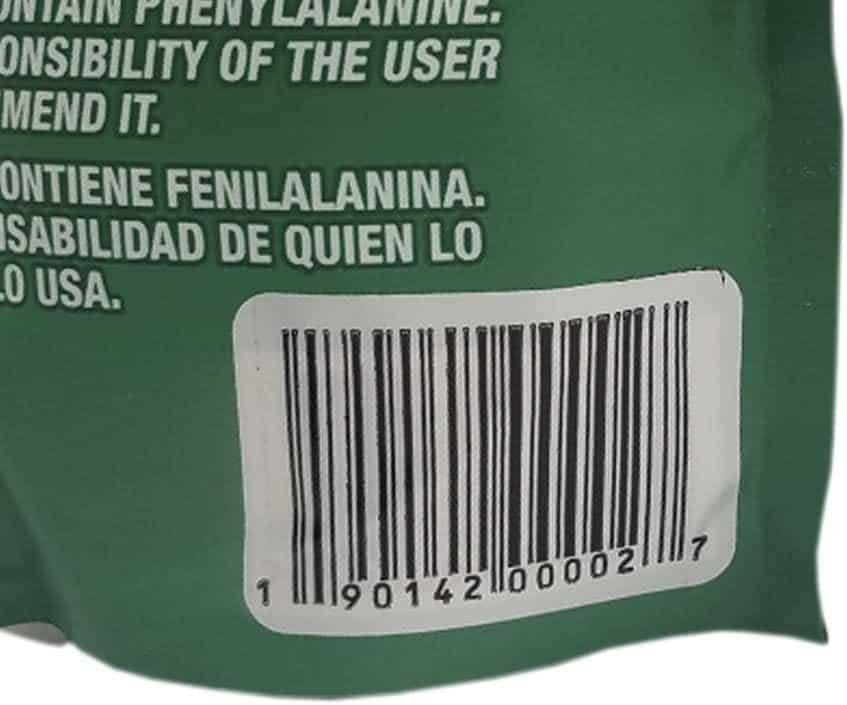 ONTAIN PHENYLALANINE.
ONSIBILITY OF THE USER
MEND IT.
ONTIENE FENILALANINA.
SABILIDAD DE QUIEN LO
LO USA.
1 90142 00002 7